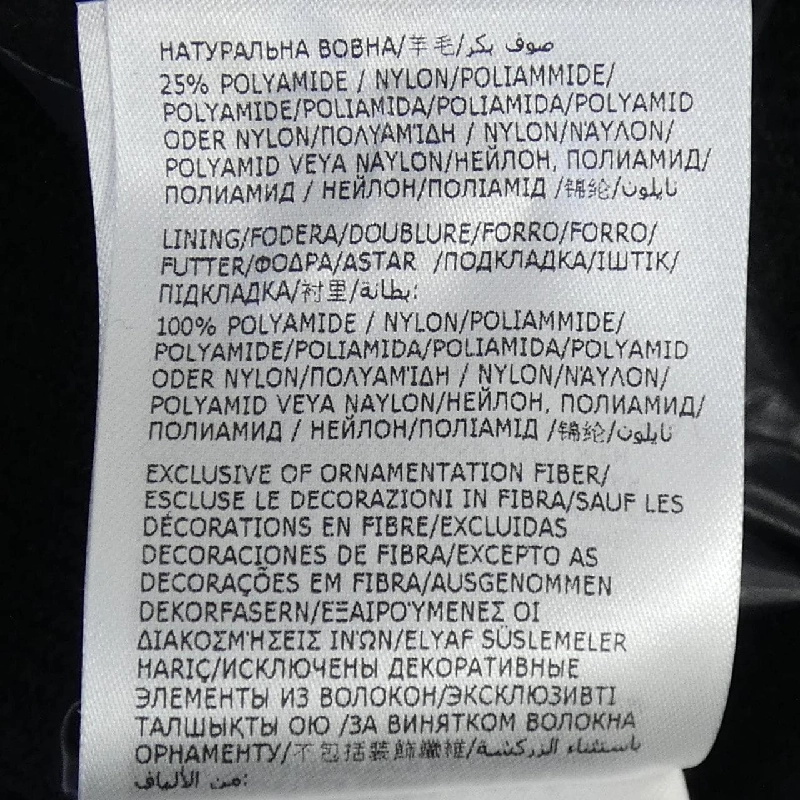 НАТУРАЛЬНА ВОВНА/羊毛/صوف بكر
25% POLYAMIDE / NYLON/POLIAMMIDE/
POLYAMIDE/POLIAMIDA/POLIAMIDA/POLYAMID
ODER NYLON/ΠΟΛΥΑΜΊΔΗ / NYLON/ΝΆΥΛΟΝ/
POLYAMID VEYA NAYLON/НЕЙЛОН, ПОЛИАМИД/
ПОЛИАМИД / НЕЙЛОН/ПОЛІАМІД /锦纶/نايلون
LINING/FODERA/DOUBLURE/FORRO/FORRO/
FUTTER/ΦΟΔΡΑ/ASTAR /ПОДКЛАДКА/ІШТІК/
ПІДКЛАДКА/衬里/بطانة:
100% POLYAMIDE / NYLON/POLIAMMIDE/
POLYAMIDE/POLIAMIDA/POLIAMIDA/POLYAMID
ODER NYLON/ΠΟΛΥΑΜΊΔΗ / NYLON/ΝΆΥΛΟΝ/
POLYAMID VEYA NAYLON/НЕЙЛОН, ПОЛИАМИД/
ПОЛИАМИД / НЕЙЛОН/ПОЛІАМІД /锦纶/نايلون
EXCLUSIVE OF ORNAMENTATION FIBER/
ESCLUSE LE DECORAZIONI IN FIBRA/SAUF LES
DÉCORATIONS EN FIBRE/EXCLUIDAS
DECORACIONES DE FIBRA/EXCEPTO AS
DECORAÇÕES EM FIBRA/AUSGENOMMEN
DEKORFASERN/ΕΞΑΙΡΟΎΜΕΝΕΣ ΟΙ
ΔΙΑΚΟΣΜΉΣΕΙΣ ΙΝΏΝ/ELYAF SÜSLEMELER
HARIÇ/ИСКЛЮЧЕНЫ ДЕКОРАТИВНЫЕ
ЭЛЕМЕНТЫ ИЗ ВОЛОКОН/ЭКСКЛЮЗИВТІ
ТАЛШЫҚТЫ ОЮ /ЗА ВИНЯТКОМ ВОЛОКНА
ОРНАМЕНТУ/不包括装飾纖維/باستثناء الزركشة
من الألياف: